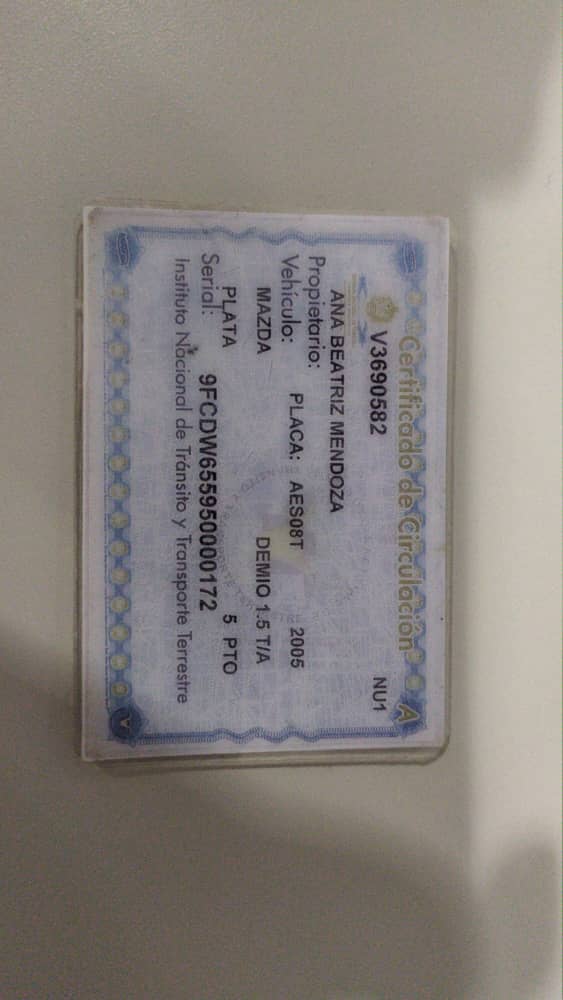 Certificado de Circulación A
V3690582 NU1
ANA BEATRIZ MENDOZA
Propietario:
Vehículo: PLACA: AES08T 2005
MAZDA DEMIO 1.5 T/A
PLATA 5 PTO
Serial: 9FCDW655950000172
Instituto Nacional de Tránsito y Transporte Terrestre